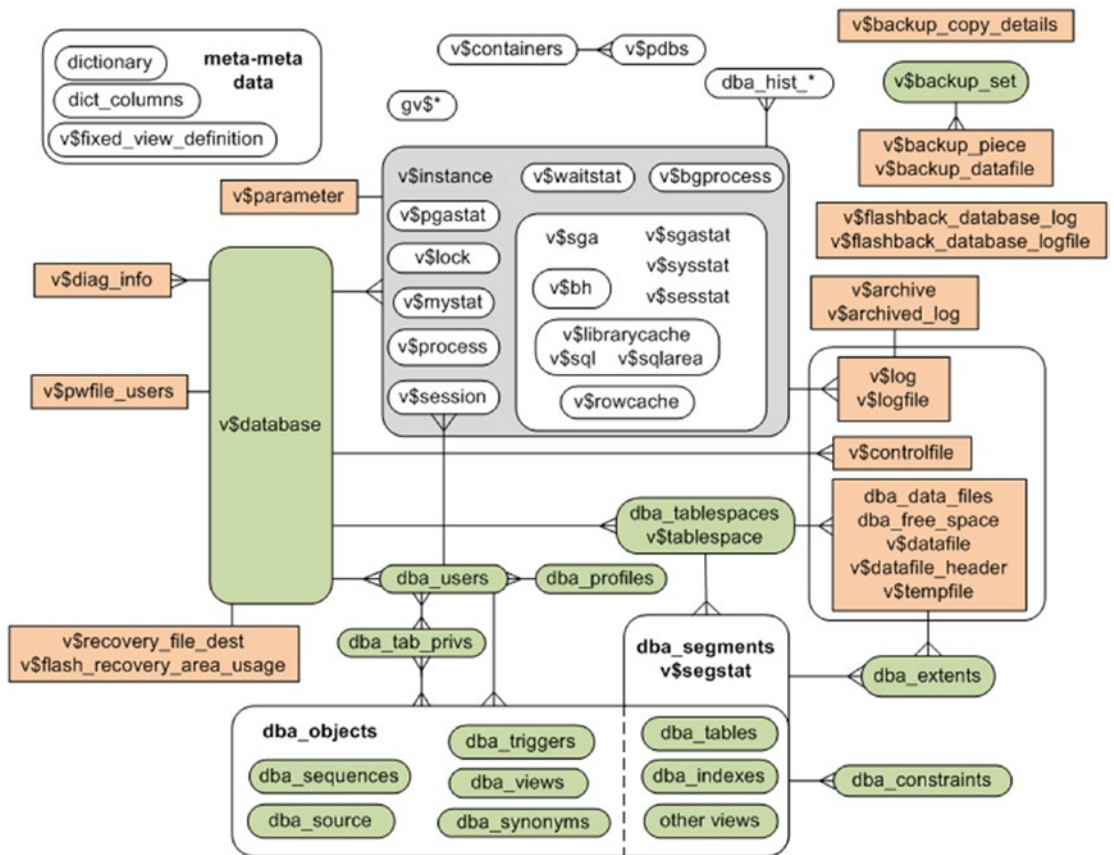 meta-meta
data
dictionary
dict_columns
v$fixed_view_definition
v$containers
v$pdbs
gv$*
dba_hist_*
v$backup_copy_details
v$backup_set
v$backup_piece
v$backup_datafile
v$flashback_database_log
v$flashback_database_logfile
v$archive
v$archived_log
v$parameter
v$instance
v$waitstat
v$bgprocess
v$pgastat
v$lock
v$mystat
v$process
v$session
v$sga
v$sgastat
v$sysstat
v$bh
v$sesstat
v$librarycache
v$sql
v$sqlarea
v$rowcache
v$diag_info
v$pwfile_users
v$database
v$log
v$logfile
v$controlfile
dba_data_files
dba_free_space
v$datafile
v$datafile_header
v$tempfile
dba_tablespaces
v$tablespace
dba_users
dba_profiles
dba_tab_privs
v$recovery_file_dest
v$flash_recovery_area_usage
dba_segments
v$segstat
dba_extents
dba_objects
dba_triggers
dba_sequences
dba_views
dba_source
dba_synonyms
dba_tables
dba_indexes
other views
dba_constraints